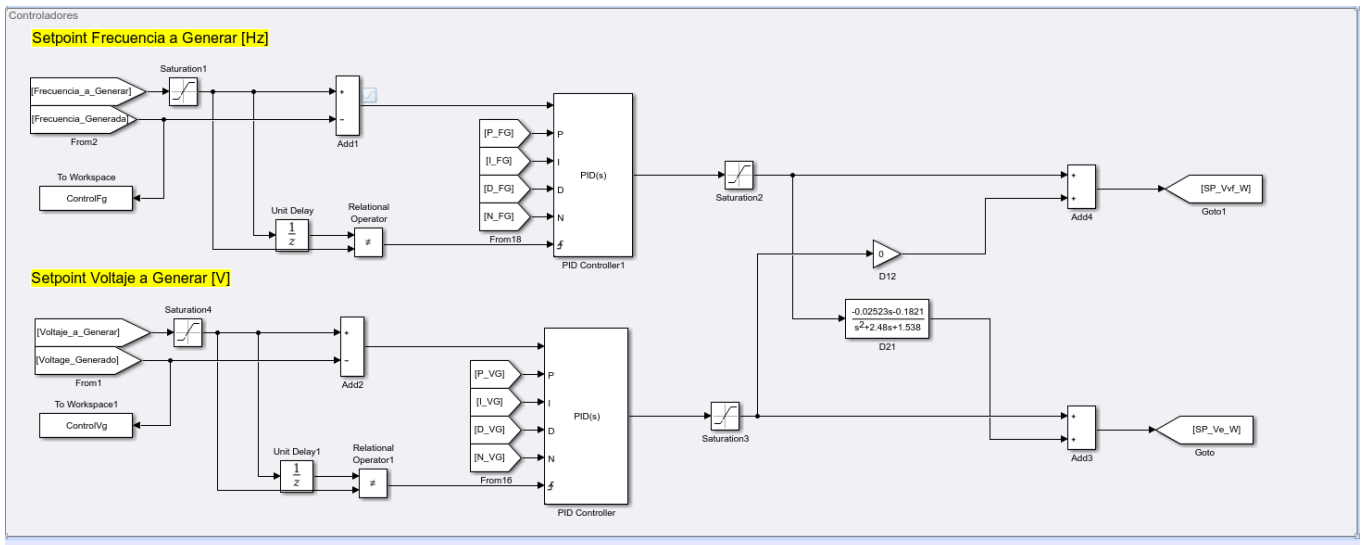 Controladores
Setpoint Frecuencia a Generar [Hz]
Saturation1
[Frecuencia_a_Generar]
+
[Frecuencia_Generada]
−
From2
Add1
To Workspace
ControlFg
[P_FG]
P
[I_FG]
I
PID(s)
[D_FG]
D
[N_FG]
N
From18
PID Controller1
Unit Delay
1
z
Relational
Operator
≠
Saturation2
+
+
Add4
[SP_Vvf_W]
Goto1
0
D12
-0.02523s-0.1821
s2+2.48s+1.538
D21
Setpoint Voltaje a Generar [V]
Saturation4
[Voltaje_a_Generar]
+
[Voltage_Generado]
−
From1
Add2
To Workspace1
ControlVg
[P_VG]
P
[I_VG]
I
PID(s)
[D_VG]
D
[N_VG]
N
From16
PID Controller
Unit Delay1
1
z
Relational
Operator1
≠
Saturation3
+
+
Add3
[SP_Ve_W]
Goto